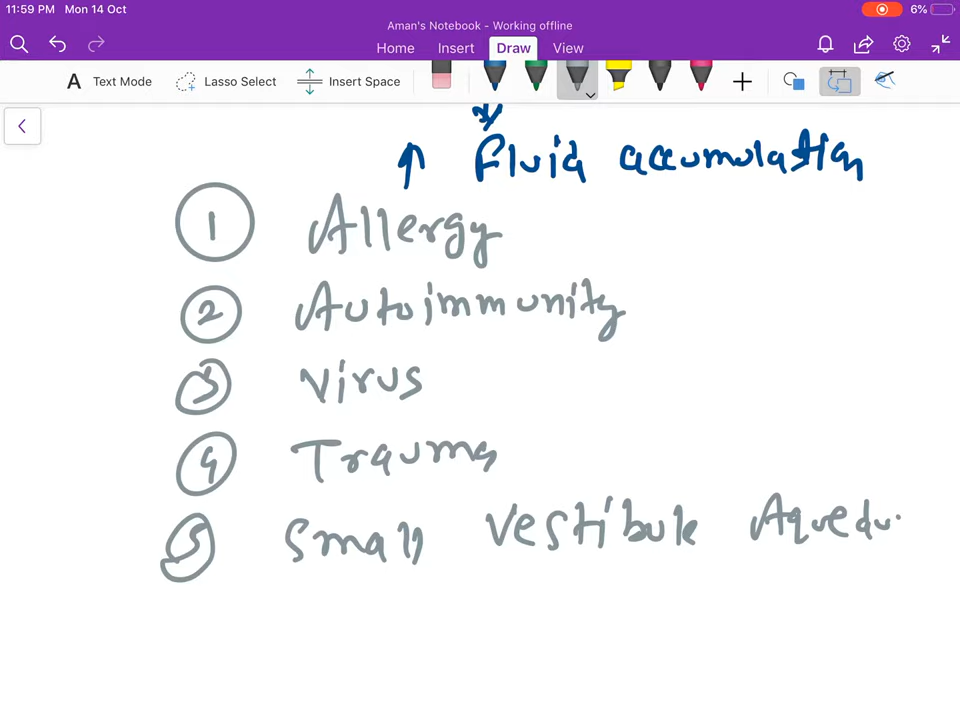 11:59 PM Mon 14 Oct 6%
Aman's Notebook - Working offline
Home Insert Draw View
A Text Mode Lasso Select Insert Space
↑ Fluid accumulation
1 Allergy
2 Autoimmunity
3 Virus
4 Trauma
5 Small Vestibule Aquedu